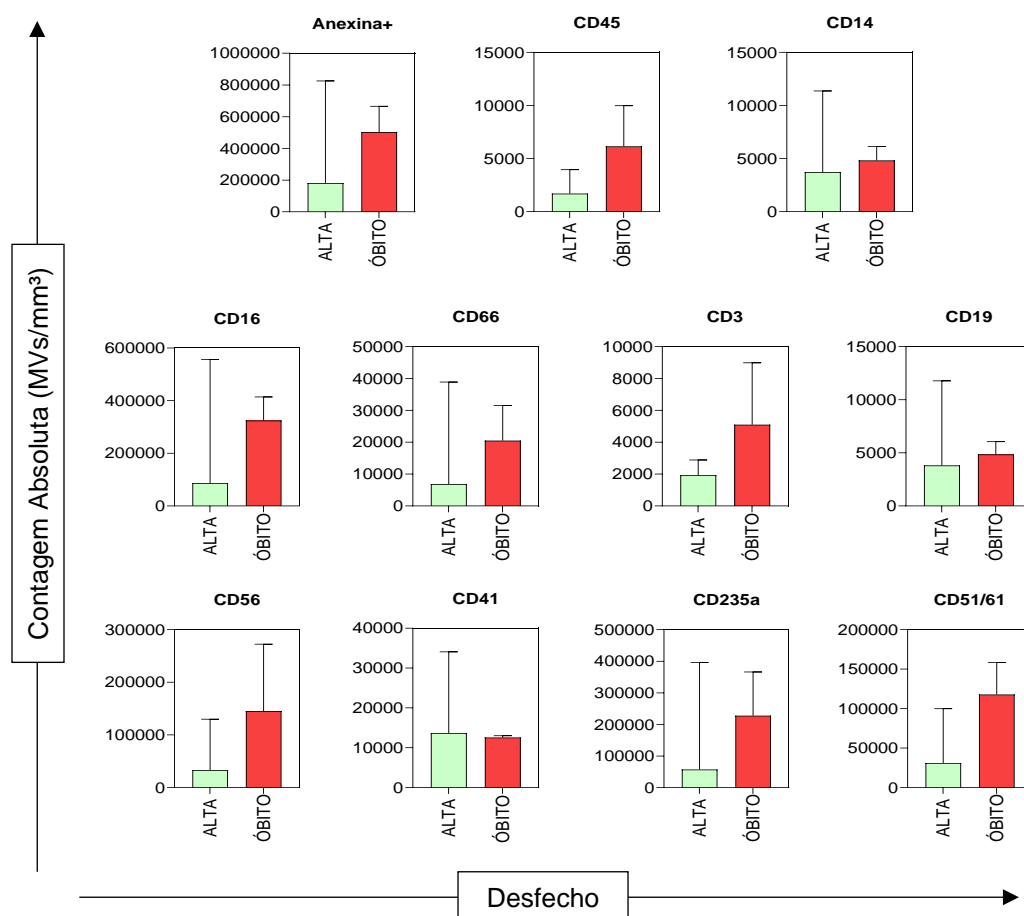 Contagem Absoluta (MVs/mm³)
Anexina+
1000000
800000
600000
400000
200000
0
ALTA
ÓBITO
CD45
15000
10000
5000
0
ALTA
ÓBITO
CD14
15000
10000
5000
0
ALTA
ÓBITO
CD16
600000
400000
200000
0
ALTA
ÓBITO
CD66
50000
40000
30000
20000
10000
0
ALTA
ÓBITO
CD3
10000
8000
6000
4000
2000
0
ALTA
ÓBITO
CD19
15000
10000
5000
0
ALTA
ÓBITO
CD56
300000
200000
100000
0
ALTA
ÓBITO
CD41
40000
30000
20000
10000
0
ALTA
ÓBITO
CD235a
500000
400000
300000
200000
100000
0
ALTA
ÓBITO
CD51/61
200000
150000
100000
50000
0
ALTA
ÓBITO
Desfecho